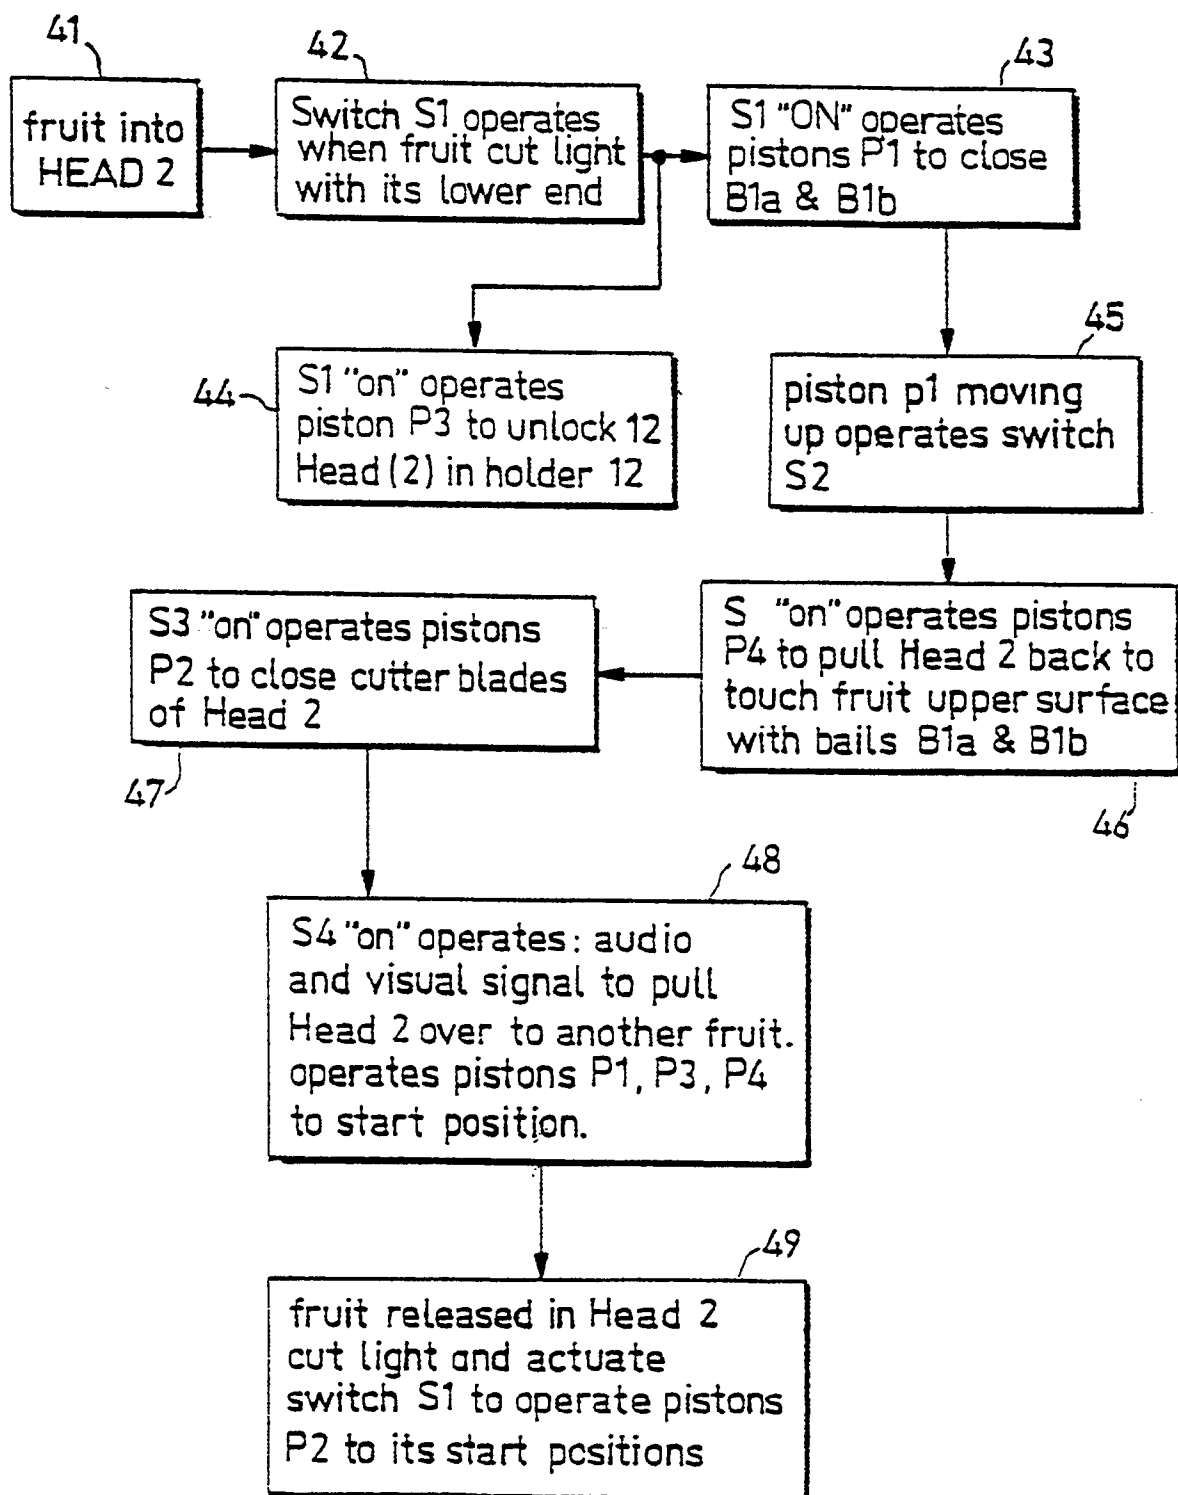 41
fruit into
HEAD 2
42
Switch S1 operates
when fruit cut light
with its lower end
43
S1 "ON" operates
pistons P1 to close
B1a & B1b
44
S1 "on" operates
piston P3 to unlock 12
Head (2) in holder 12
45
piston p1 moving
up operates switch
S2
S "on" operates pistons
P4 to pull Head 2 back to
touch fruit upper surface
with bails B1a & B1b
46
S3 "on" operates pistons
P2 to close cutter blades
of Head 2
47
48
S4 "on" operates: audio
and visual signal to pull
Head 2 over to another fruit.
operates pistons P1, P3, P4
to start position.
49
fruit released in Head 2
cut light and actuate
switch S1 to operate pistons
P2 to its start positions